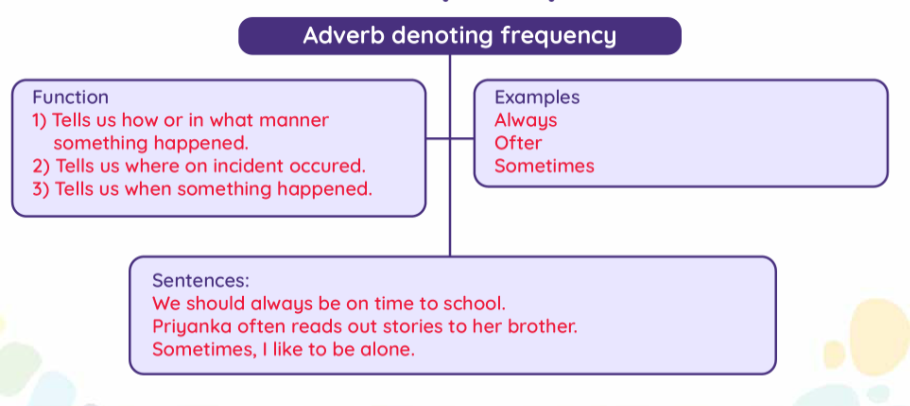 Adverb denoting frequency
Function
1) Tells us how or in what manner
something happened.
2) Tells us where on incident occured.
3) Tells us when something happened.
Examples
Always
Ofter
Sometimes
Sentences:
We should always be on time to school.
Priyanka often reads out stories to her brother.
Sometimes, I like to be alone.